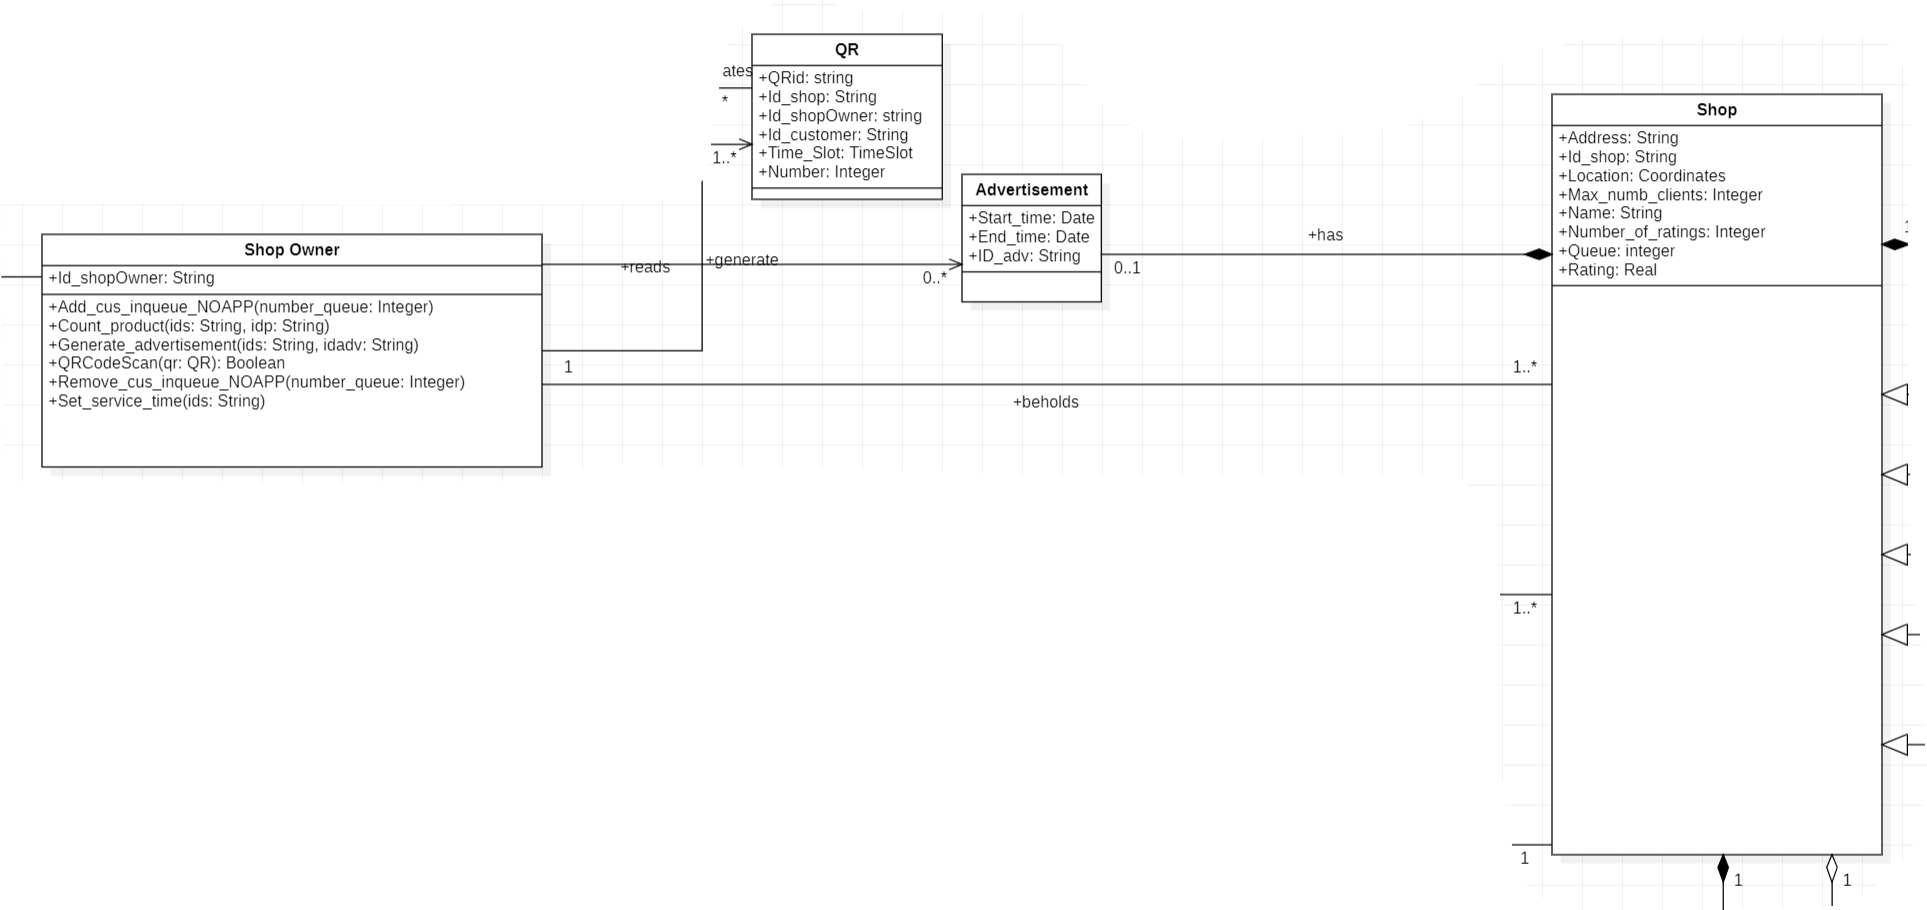 QR
ates
*
1..*
+QRid: string
+Id_shop: String
+Id_shopOwner: string
+Id_customer: String
+Time_Slot: TimeSlot
+Number: Integer
Advertisement
+Start_time: Date
+End_time: Date
+ID_adv: String
Shop Owner
+Id_shopOwner: String
+Add_cus_inqueue_NOAPP(number_queue: Integer)
+Count_product(ids: String, idp: String)
+Generate_advertisement(ids: String, idadv: String)
+QRCodeScan(qr: QR): Boolean
+Remove_cus_inqueue_NOAPP(number_queue: Integer)
+Set_service_time(ids: String)
+reads
+generate
0..*
0..1
+has
1
1..*
+beholds
Shop
+Address: String
+Id_shop: String
+Location: Coordinates
+Max_numb_clients: Integer
+Name: String
+Number_of_ratings: Integer
+Queue: integer
+Rating: Real
1..*
1
1
1